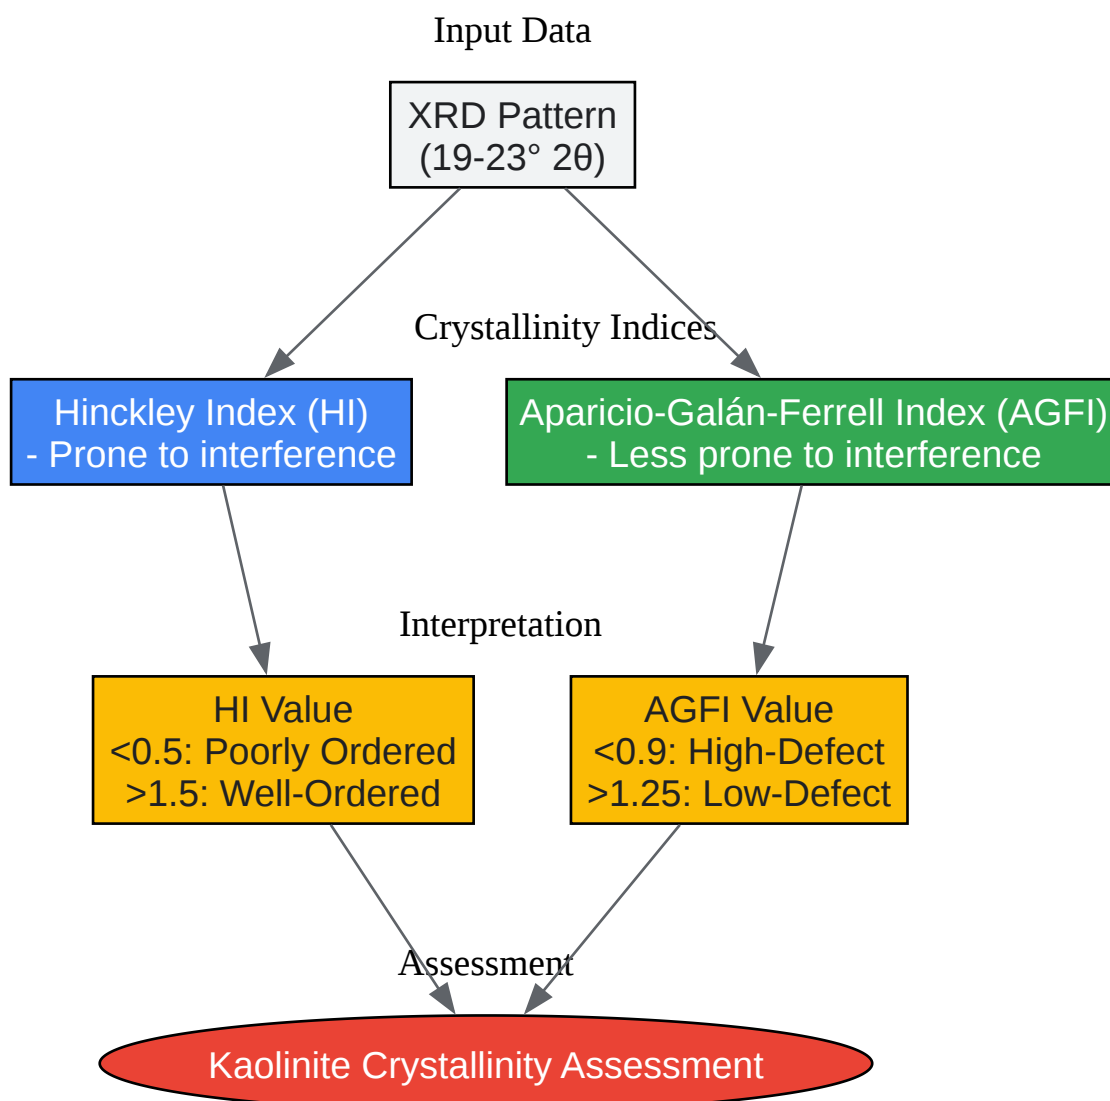 Input Data
XRD Pattern
(19-23° 2θ)
Crystallinity Indices
Hinckley Index (HI)
- Prone to interference
Aparicio-Galán-Ferrell Index (AGFI)
- Less prone to interference
Interpretation
HI Value
<0.5: Poorly Ordered
>1.5: Well-Ordered
AGFI Value
<0.9: High-Defect
>1.25: Low-Defect
Assessment
Kaolinite Crystallinity Assessment